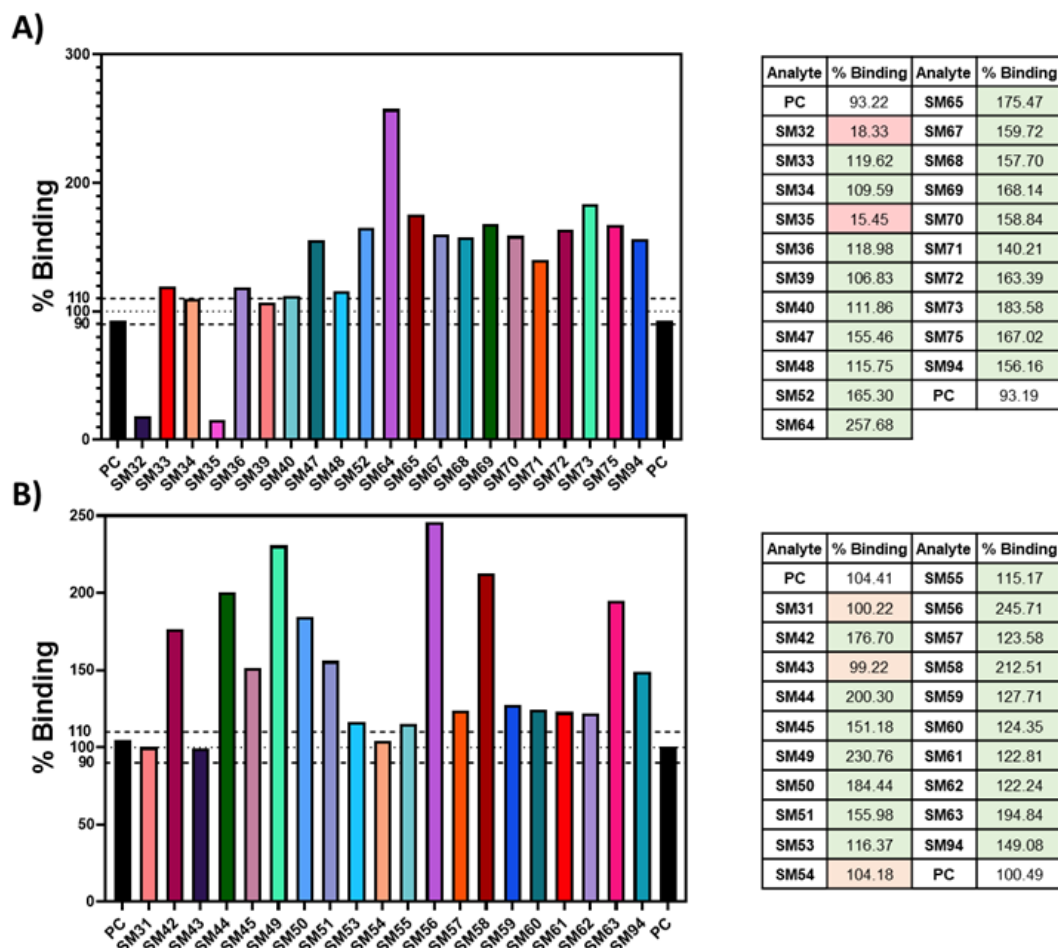 A)
300
200
110
100
90
0
% Binding
PC SM32 SM33 SM34 SM35 SM36 SM39 SM40 SM47 SM48 SM52 SM64 SM65 SM67 SM68 SM69 SM70 SM71 SM72 SM73 SM75 SM94 PC
Analyte % Binding Analyte % Binding
PC 93.22 SM65 175.47
SM32 18.33 SM67 159.72
SM33 119.62 SM68 157.70
SM34 109.59 SM69 168.14
SM35 15.45 SM70 158.84
SM36 118.98 SM71 140.21
SM39 106.83 SM72 163.39
SM40 111.86 SM73 183.58
SM47 155.46 SM75 167.02
SM48 115.75 SM94 156.16
SM52 165.30 PC 93.19
SM64 257.68
B)
250
200
150
110
100
90
50
0
% Binding
PC SM31 SM42 SM43 SM44 SM45 SM49 SM50 SM51 SM53 SM54 SM55 SM56 SM57 SM58 SM59 SM60 SM61 SM62 SM63 SM94 PC
Analyte % Binding Analyte % Binding
PC 104.41 SM55 115.17
SM31 100.22 SM56 245.71
SM42 176.70 SM57 123.58
SM43 99.22 SM58 212.51
SM44 200.30 SM59 127.71
SM45 151.18 SM60 124.35
SM49 230.76 SM61 122.81
SM50 184.44 SM62 122.24
SM51 155.98 SM63 194.84
SM53 116.37 SM94 149.08
SM54 104.18 PC 100.49